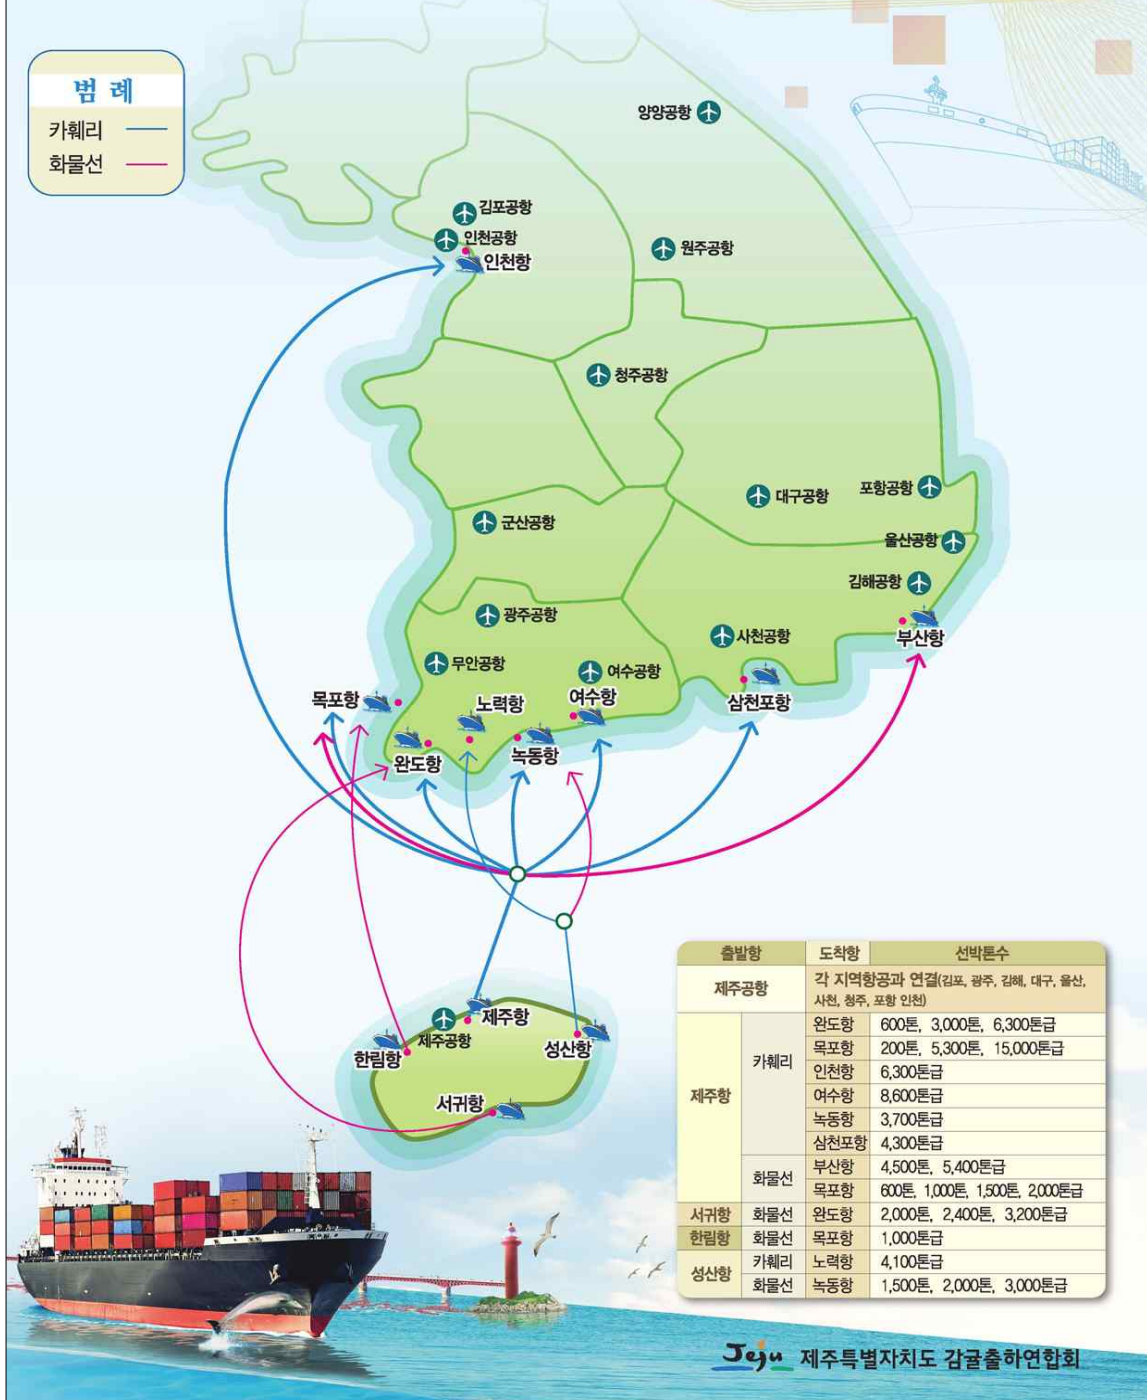 범 례
카훼리
화물선
양양공항
김포공항
인천공항
인천항
원주공항
청주공항
대구공항
포항공항
군산공항
울산공항
김해공항
광주공항
사천공항
부산항
무안공항
여수공항
목포항
노력항
여수항
삼천포항
녹동항
완도항
제주항
제주공항
성산항
한림항
서귀항
출발항 도착항 선박톤수
제주공항 각 지역항공과 연결(김포, 광주, 김해, 대구, 울산,
사천, 청주, 포항 인천)
제주항 카훼리 완도항 600톤, 3,000톤, 6,300톤급
목포항 200톤, 5,300톤, 15,000톤급
인천항 6,300톤급
여수항 8,600톤급
녹동항 3,700톤급
삼천포항 4,300톤급
화물선 부산항 4,500톤, 5,400톤급
목포항 600톤, 1,000톤, 1,500톤, 2,000톤급
서귀항 화물선 완도항 2,000톤, 2,400톤, 3,200톤급
한림항 화물선 목포항 1,000톤급
성산항 카훼리 노력항 4,100톤급
화물선 녹동항 1,500톤, 2,000톤, 3,000톤급
Jeju 제주특별자치도 감귤출하연합회